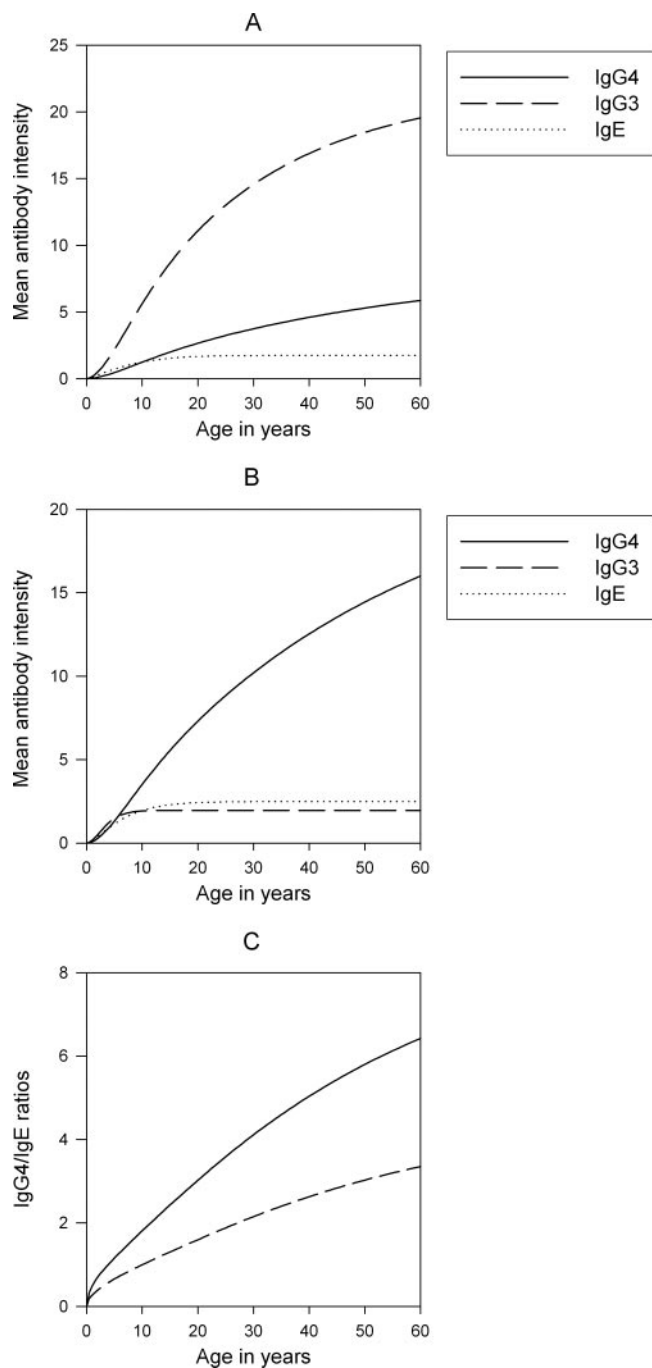 A
25
20
15
10
5
0
Mean antibody intensity
0 10 20 30 40 50 60
Age in years
IgG4
IgG3
IgE
B
20
15
10
5
0
Mean antibody intensity
0 10 20 30 40 50 60
Age in years
IgG4
IgG3
IgE
C
8
6
4
2
0
IgG4/IgE ratios
0 10 20 30 40 50 60
Age in years